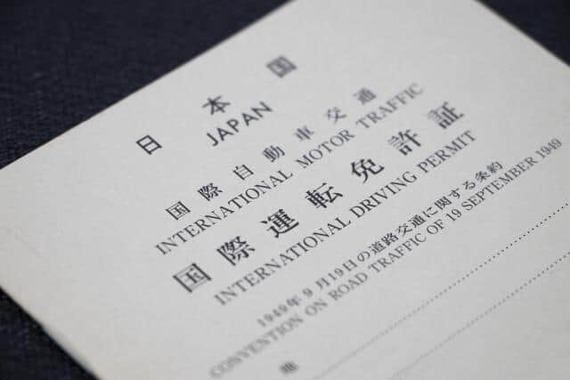 日本国
JAPAN
国際自動車交通
INTERNATIONAL MOTOR TRAFFIC
国際運転免許証
INTERNATIONAL DRIVING PERMIT
1949年9月19日の道路交通に関する条約
CONVENTION ON ROAD TRAFFIC OF 19 SEPTEMBER 1949